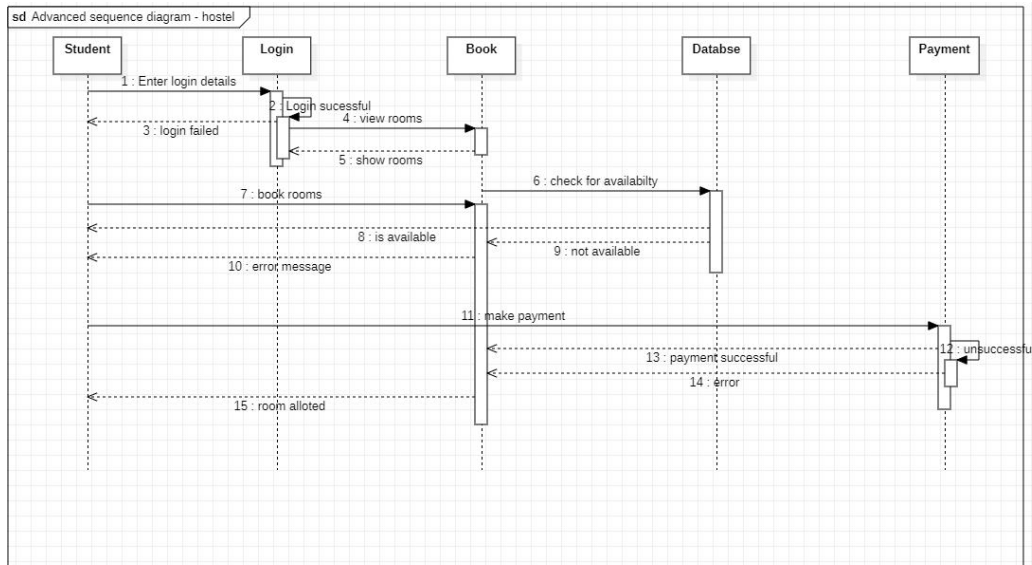 sd Advanced sequence diagram - hostel
Student
Login
Book
Databse
Payment
1 : Enter login details
2 : Login sucessful
3 : login failed
4 : view rooms
5 : show rooms
6 : check for availabilty
7 : book rooms
8 : is available
9 : not available
10 : error message
11 : make payment
12 : unsuccessfu
13 : payment successful
14 : error
15 : room alloted